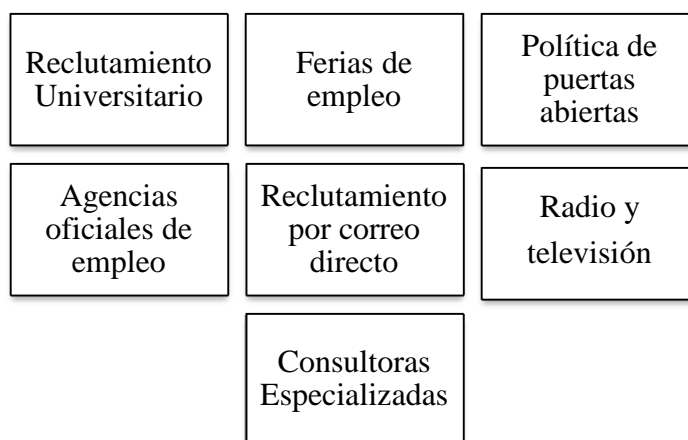 Reclutamiento
Universitario
Ferias de
empleo
Política de
puertas
abiertas
Agencias
oficiales de
empleo
Reclutamiento
por correo
directo
Radio y
televisión
Consultoras
Especializadas